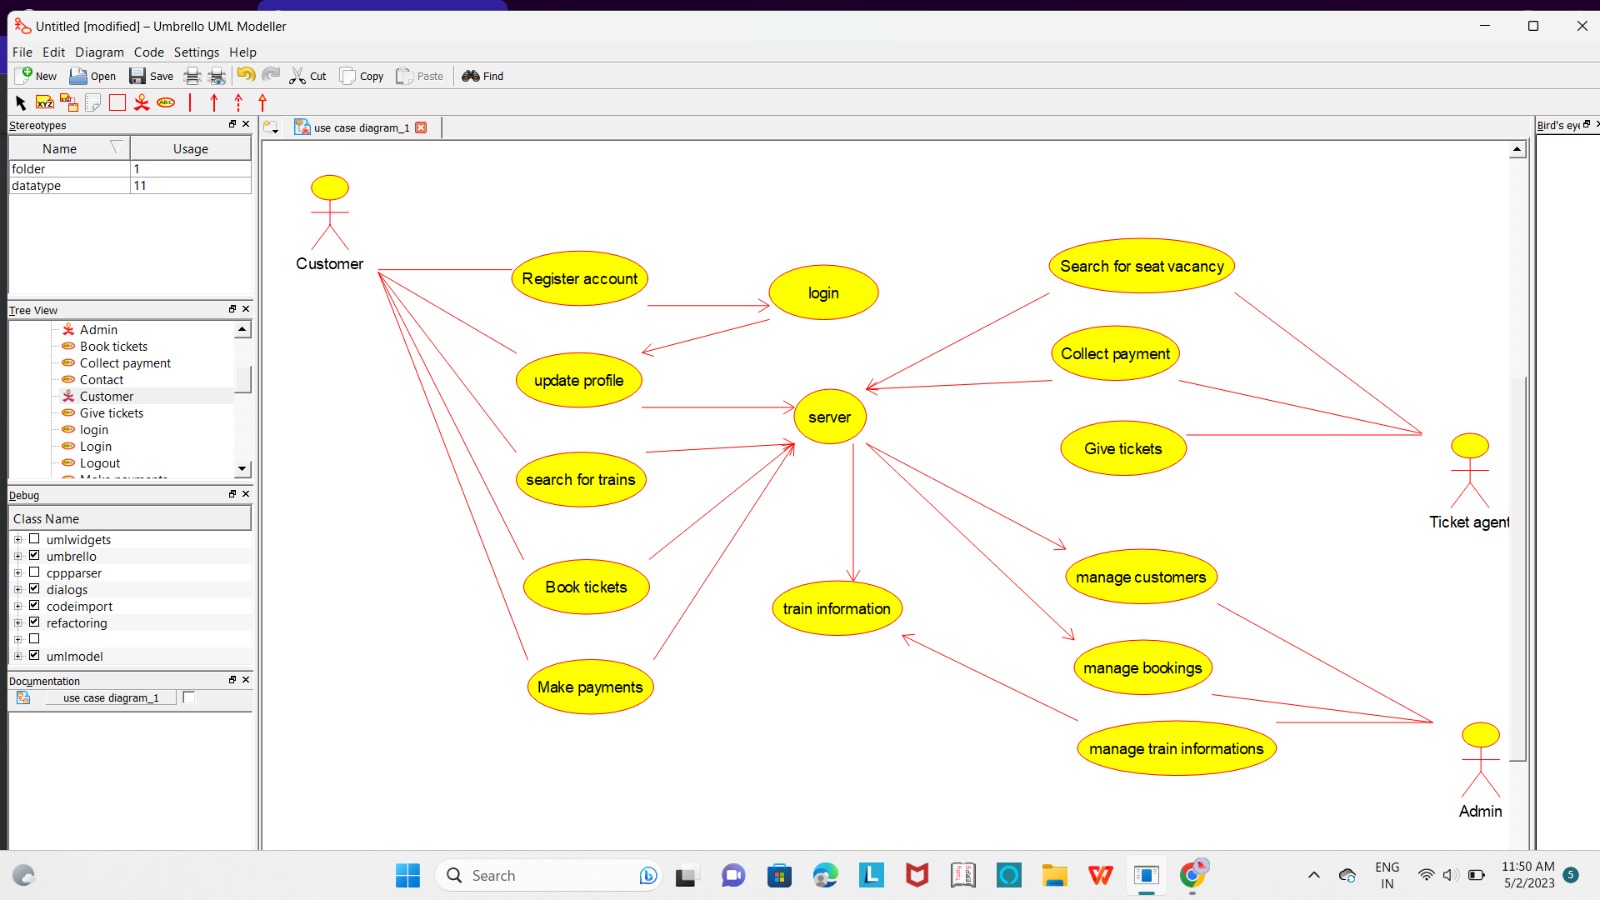 Untitled [modified] – Umbrello UML Modeller
File Edit Diagram Code Settings Help
New Open Save Cut Copy Paste Find
XYZ ABC
Stereotypes
Name Usage
folder 1
datatype 11
Tree View
Admin
Book tickets
Collect payment
Contact
Customer
Give tickets
login
Login
Logout
Debug
Class Name
umlwidgets
umbrello
cppparser
dialogs
codeimport
refactoring
umlmodel
Documentation
use case diagram_1
use case diagram_1
Customer
Register account
login
update profile
server
search for trains
Book tickets
train information
Make payments
Search for seat vacancy
Collect payment
Give tickets
Ticket agent
manage customers
manage bookings
manage train informations
Admin
Bird's eye
Search
ENG
IN
11:50 AM
5/2/2023
5